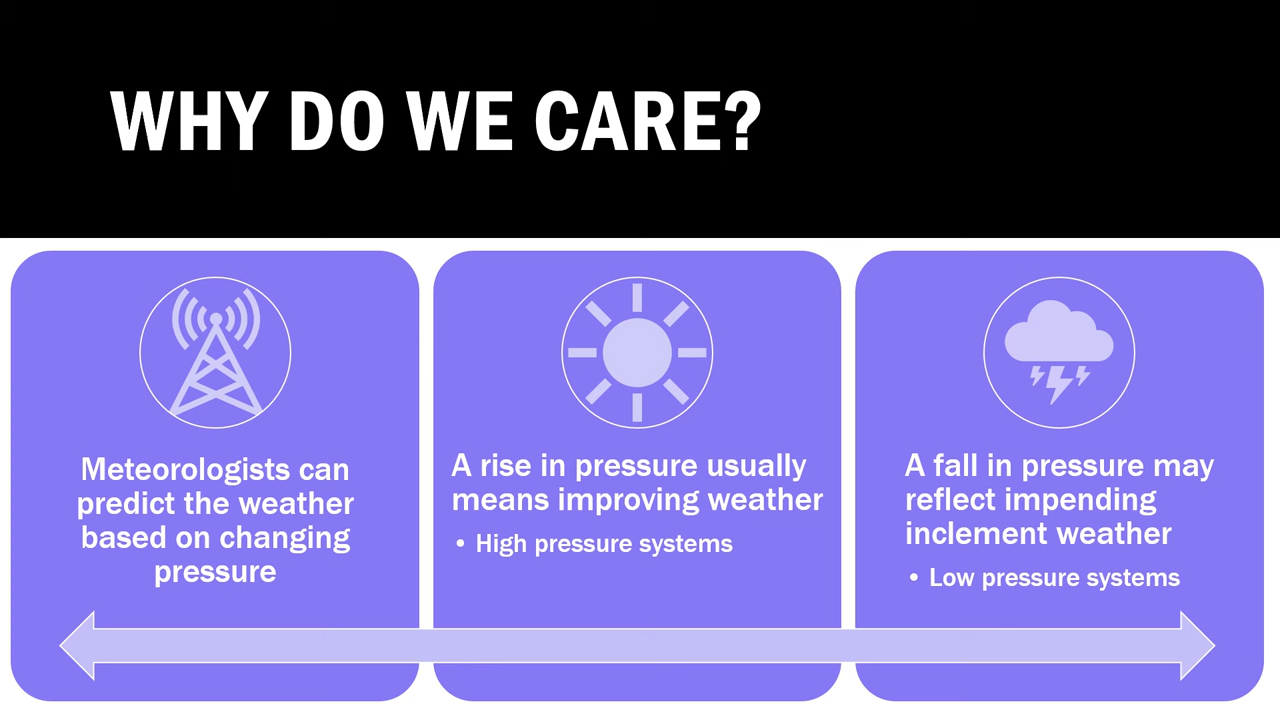 WHY DO WE CARE?
Meteorologists can
predict the weather
based on changing
pressure
A rise in pressure usually
means improving weather
• High pressure systems
A fall in pressure may
reflect impending
inclement weather
• Low pressure systems